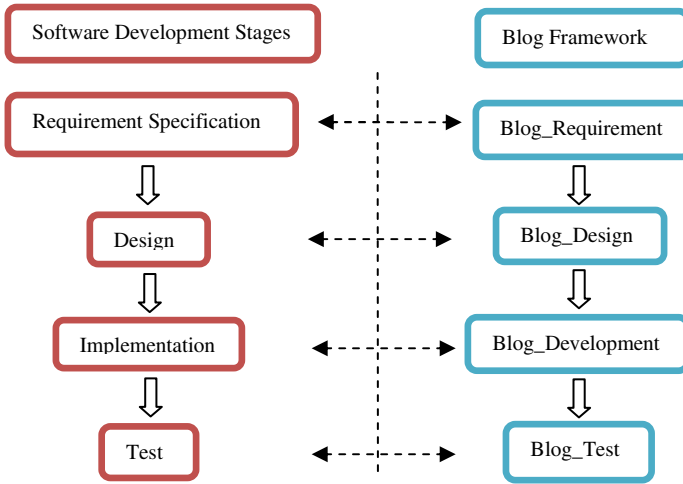 Software Development Stages
Blog Framework
Requirement Specification
Blog_Requirement
Design
Blog_Design
Implementation
Blog_Development
Test
Blog_Test